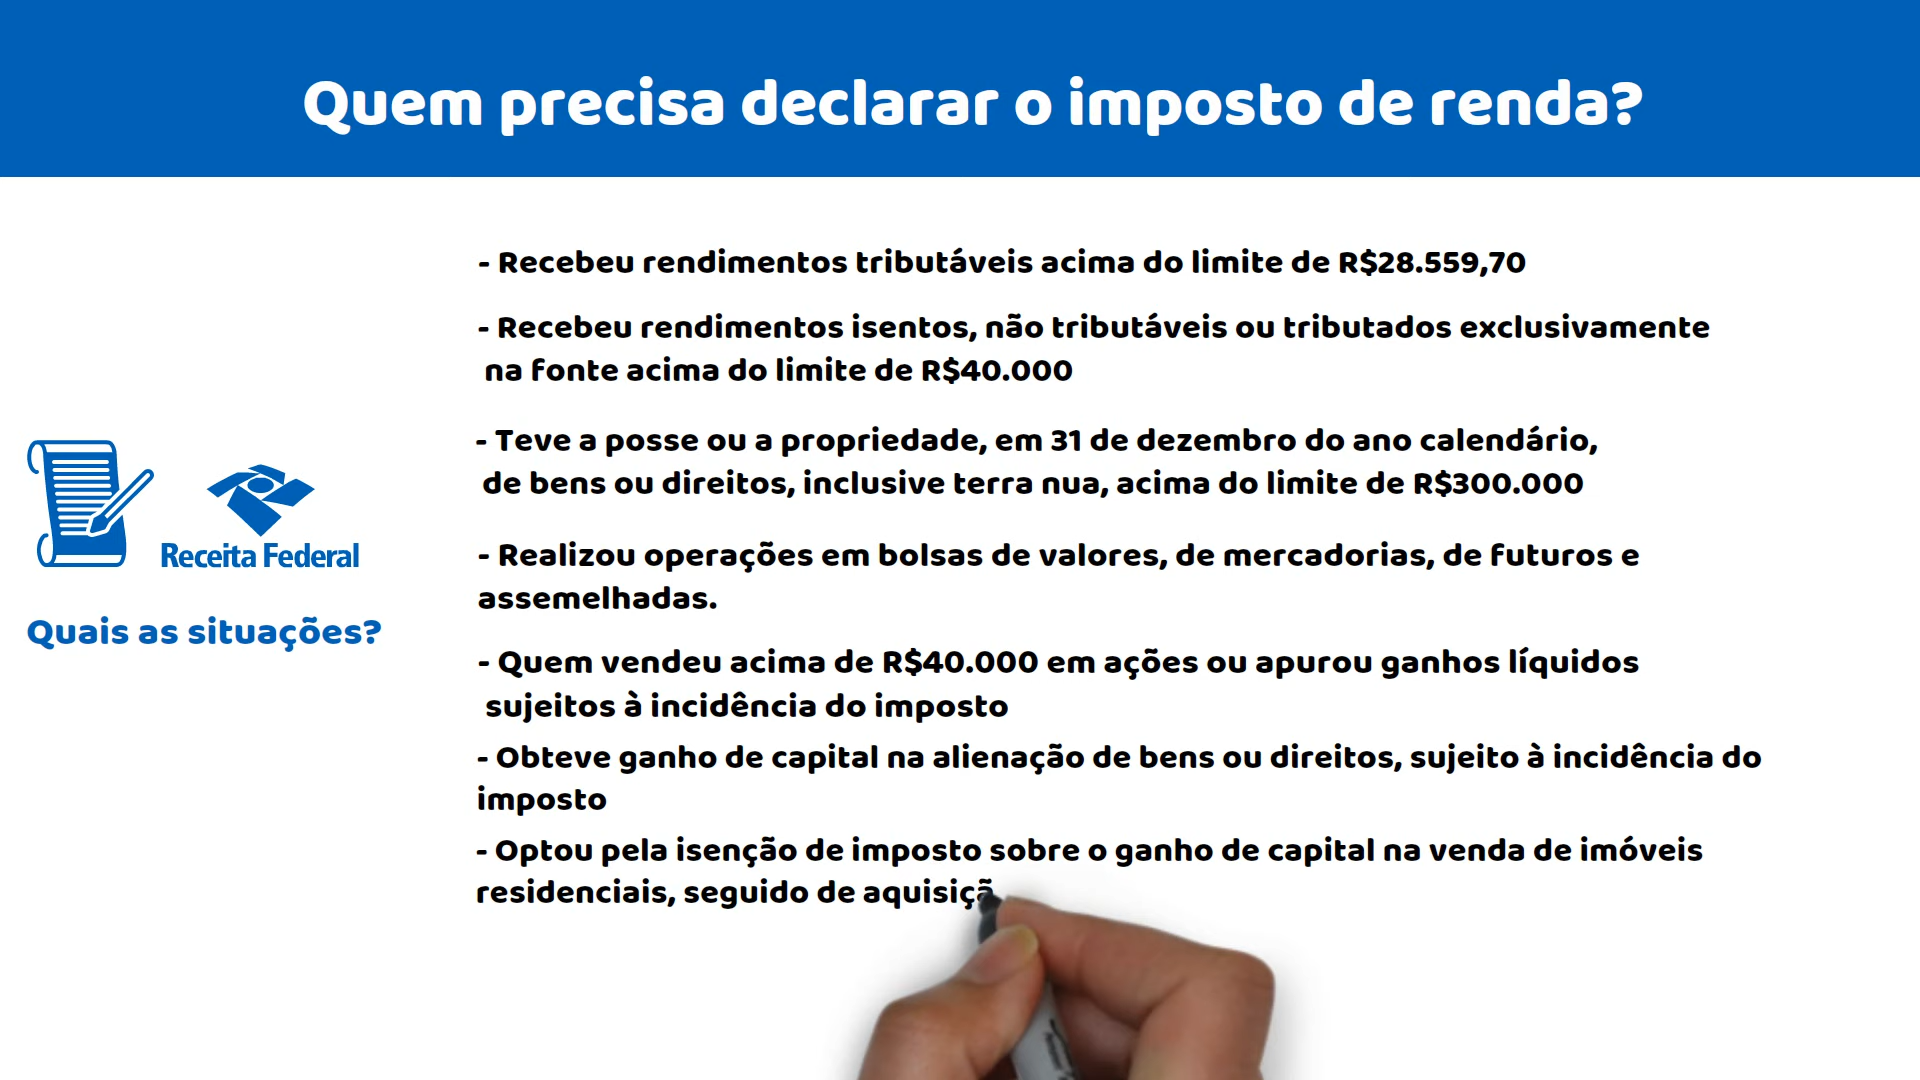 Quem precisa declarar o imposto de renda?
- Recebeu rendimentos tributáveis acima do limite de R$28.559,70
- Recebeu rendimentos isentos, não tributáveis ou tributados exclusivamente
na fonte acima do limite de R$40.000
- Teve a posse ou a propriedade, em 31 de dezembro do ano calendário,
de bens ou direitos, inclusive terra nua, acima do limite de R$300.000
- Realizou operações em bolsas de valores, de mercadorias, de futuros e
assemelhadas.
- Quem vendeu acima de R$40.000 em ações ou apurou ganhos líquidos
sujeitos à incidência do imposto
- Obteve ganho de capital na alienação de bens ou direitos, sujeito à incidência do
imposto
- Optou pela isenção de imposto sobre o ganho de capital na venda de imóveis
residenciais, seguido de aquisiçã
Receita Federal
Quais as situações?